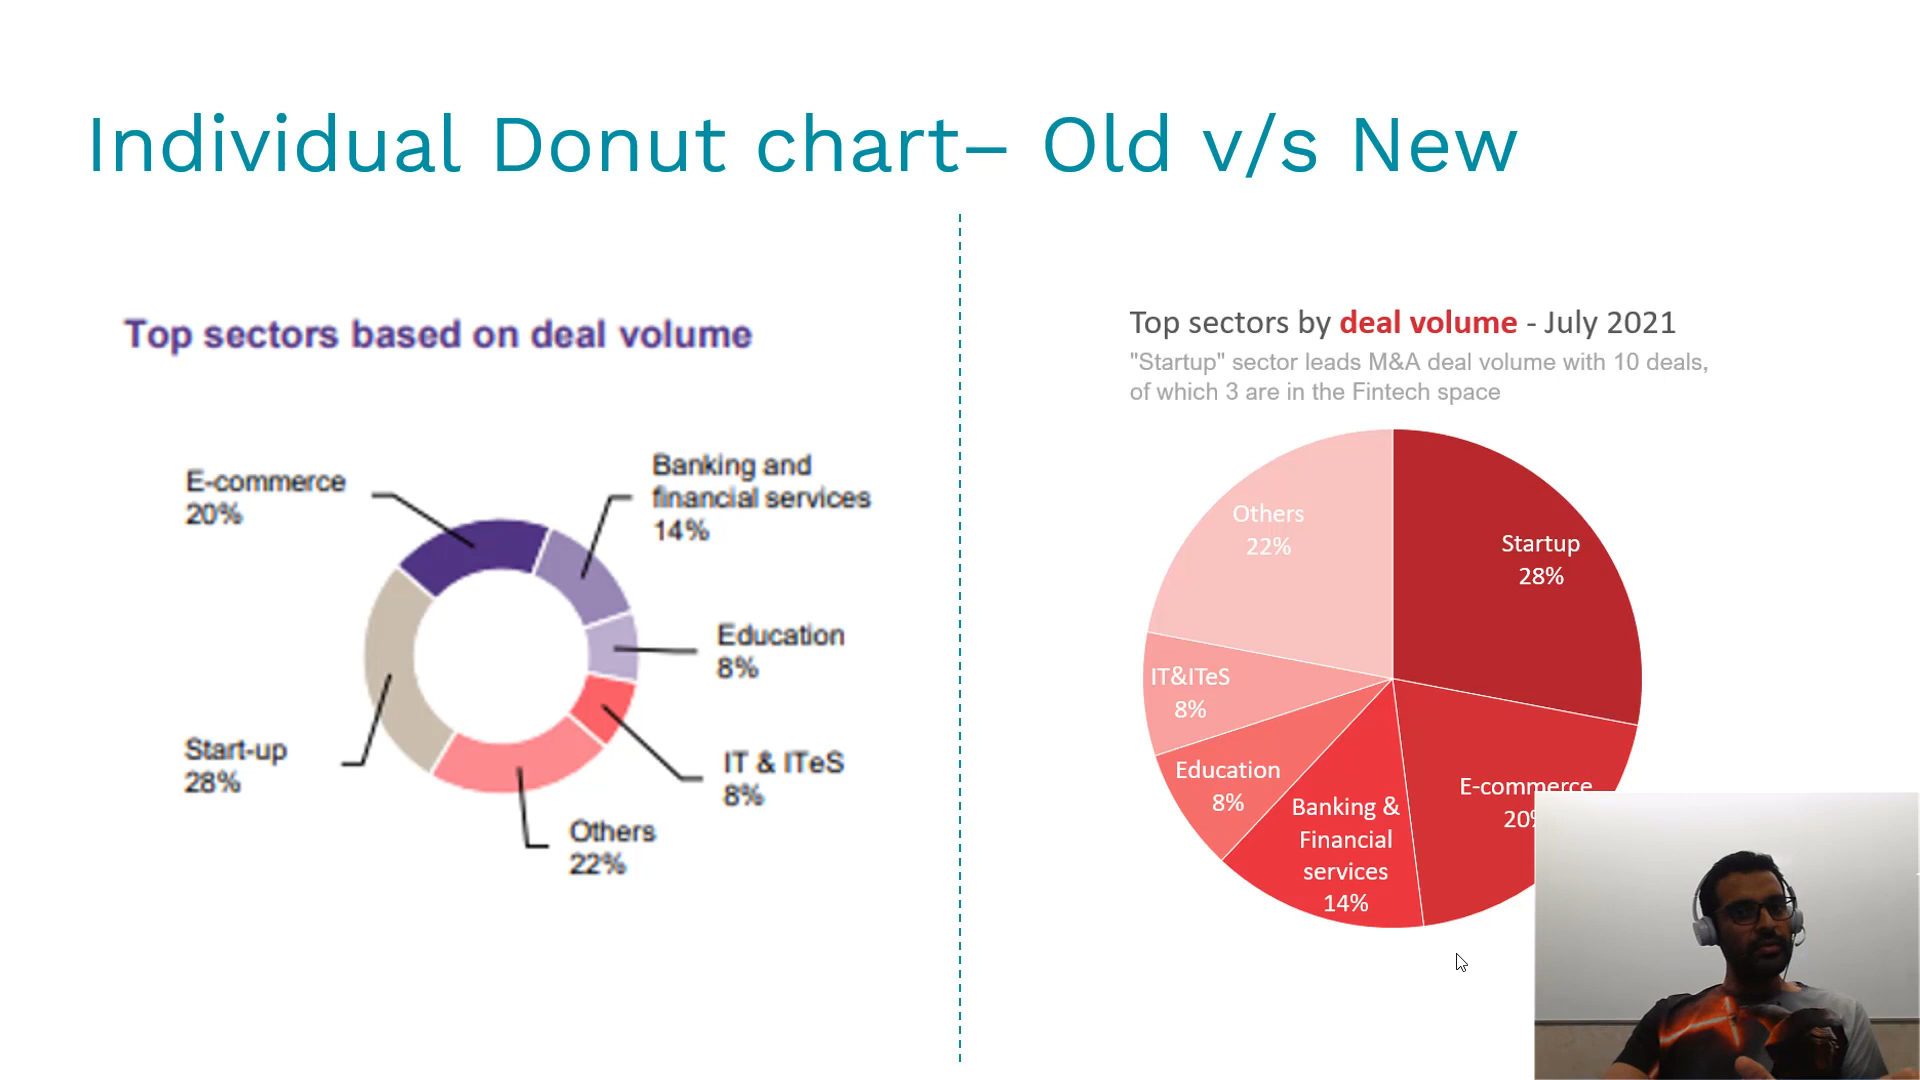 Individual Donut chart– Old v/s New
Top sectors based on deal volume
E-commerce
20%
Banking and
financial services
14%
Education
8%
IT & ITeS
8%
Others
22%
Start-up
28%
Top sectors by deal volume - July 2021
"Startup" sector leads M&A deal volume with 10 deals,
of which 3 are in the Fintech space
Others
22%
Startup
28%
IT&ITeS
8%
Education
8%
Banking &
Financial
services
14%
E-commerce
20%